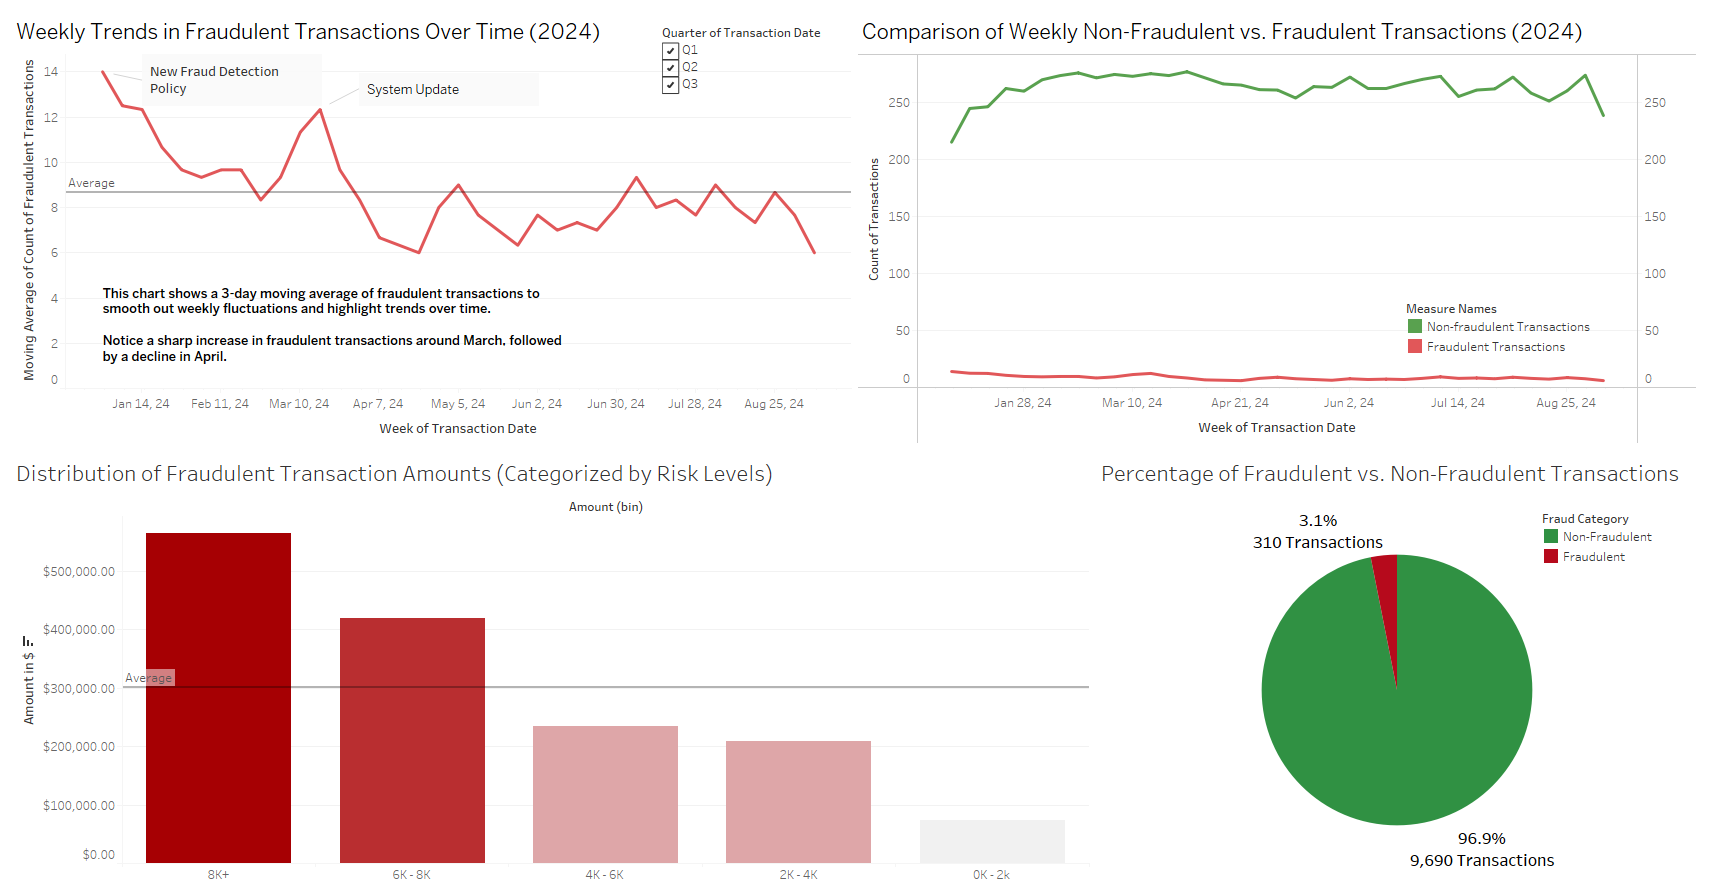 Weekly Trends in Fraudulent Transactions Over Time (2024)
Quarter of Transaction Date
Q1
Q2
Q3
New Fraud Detection
Policy
System Update
Moving Average of Count of Fraudulent Transactions
14
12
10
8
6
4
2
0
Average
This chart shows a 3-day moving average of fraudulent transactions to
smooth out weekly fluctuations and highlight trends over time.
Notice a sharp increase in fraudulent transactions around March, followed
by a decline in April.
Jan 14, 24
Feb 11, 24
Mar 10, 24
Apr 7, 24
May 5, 24
Jun 2, 24
Jun 30, 24
Jul 28, 24
Aug 25, 24
Week of Transaction Date
Comparison of Weekly Non-Fraudulent vs. Fraudulent Transactions (2024)
Count of Transactions
250
200
150
100
50
0
250
200
150
100
50
0
Measure Names
Non-fraudulent Transactions
Fraudulent Transactions
Jan 28, 24
Mar 10, 24
Apr 21, 24
Jun 2, 24
Jul 14, 24
Aug 25, 24
Week of Transaction Date
Distribution of Fraudulent Transaction Amounts (Categorized by Risk Levels)
Amount (bin)
Amount in $
$500,000.00
$400,000.00
$300,000.00
$200,000.00
$100,000.00
$0.00
Average
8K+
6K - 8K
4K - 6K
2K - 4K
0K - 2k
Percentage of Fraudulent vs. Non-Fraudulent Transactions
Fraud Category
Non-Fraudulent
Fraudulent
3.1%
310 Transactions
96.9%
9,690 Transactions